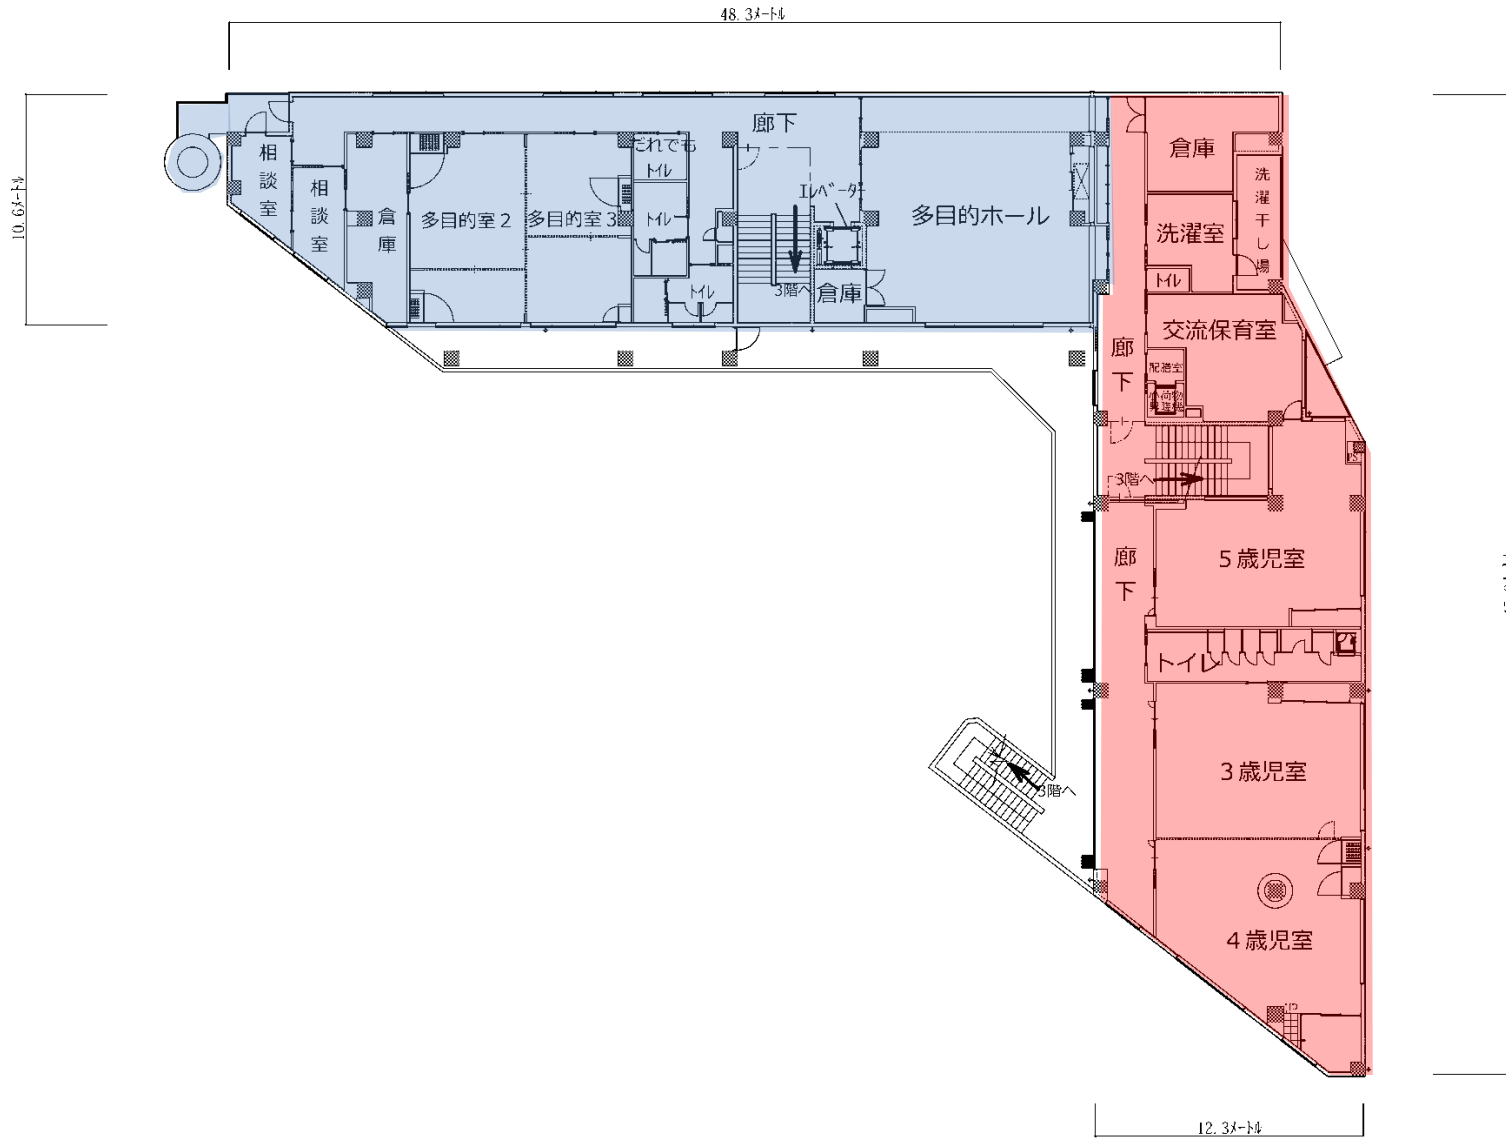 48.3メートル
10.6メートル
相談室
相談室
倉庫
多目的室2
多目的室3
だれでも
トイレ
トイレ
トイレ
廊下
エレベーター
3階へ
倉庫
多目的ホール
倉庫
洗濯干し場
洗濯室
トイレ
交流保育室
配膳室
廊下
PS
3階へ
廊下
5歳児室
トイレ
3歳児室
3階へ
4歳児室
12.3メートル